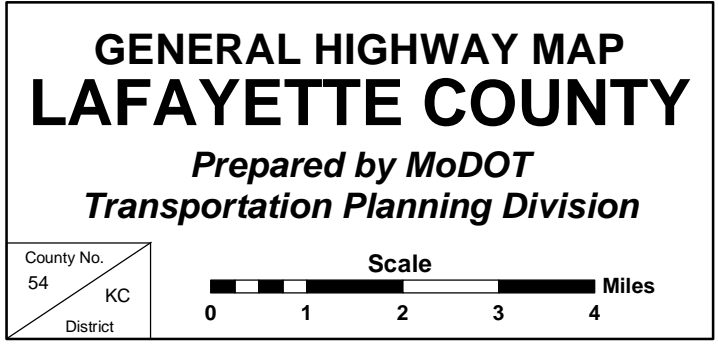 GENERAL HIGHWAY MAP
LAFAYETTE COUNTY
Prepared by MoDOT
Transportation Planning Division
County No.
54
KC
District
Scale
Miles
0 1 2 3 4